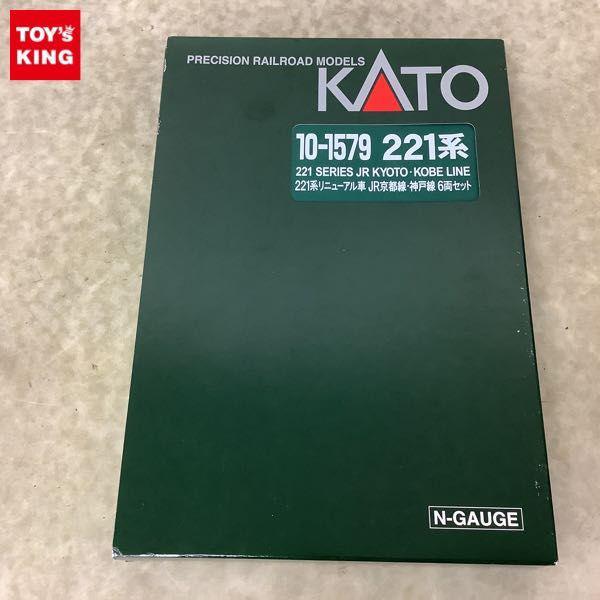 TOY's
KING
PRECISION RAILROAD MODELS
KATO
10-1579 221系
221 SERIES JR KYOTO・KOBE LINE
221系リニューアル車 JR京都線・神戸線 6両セット
N-GAUGE